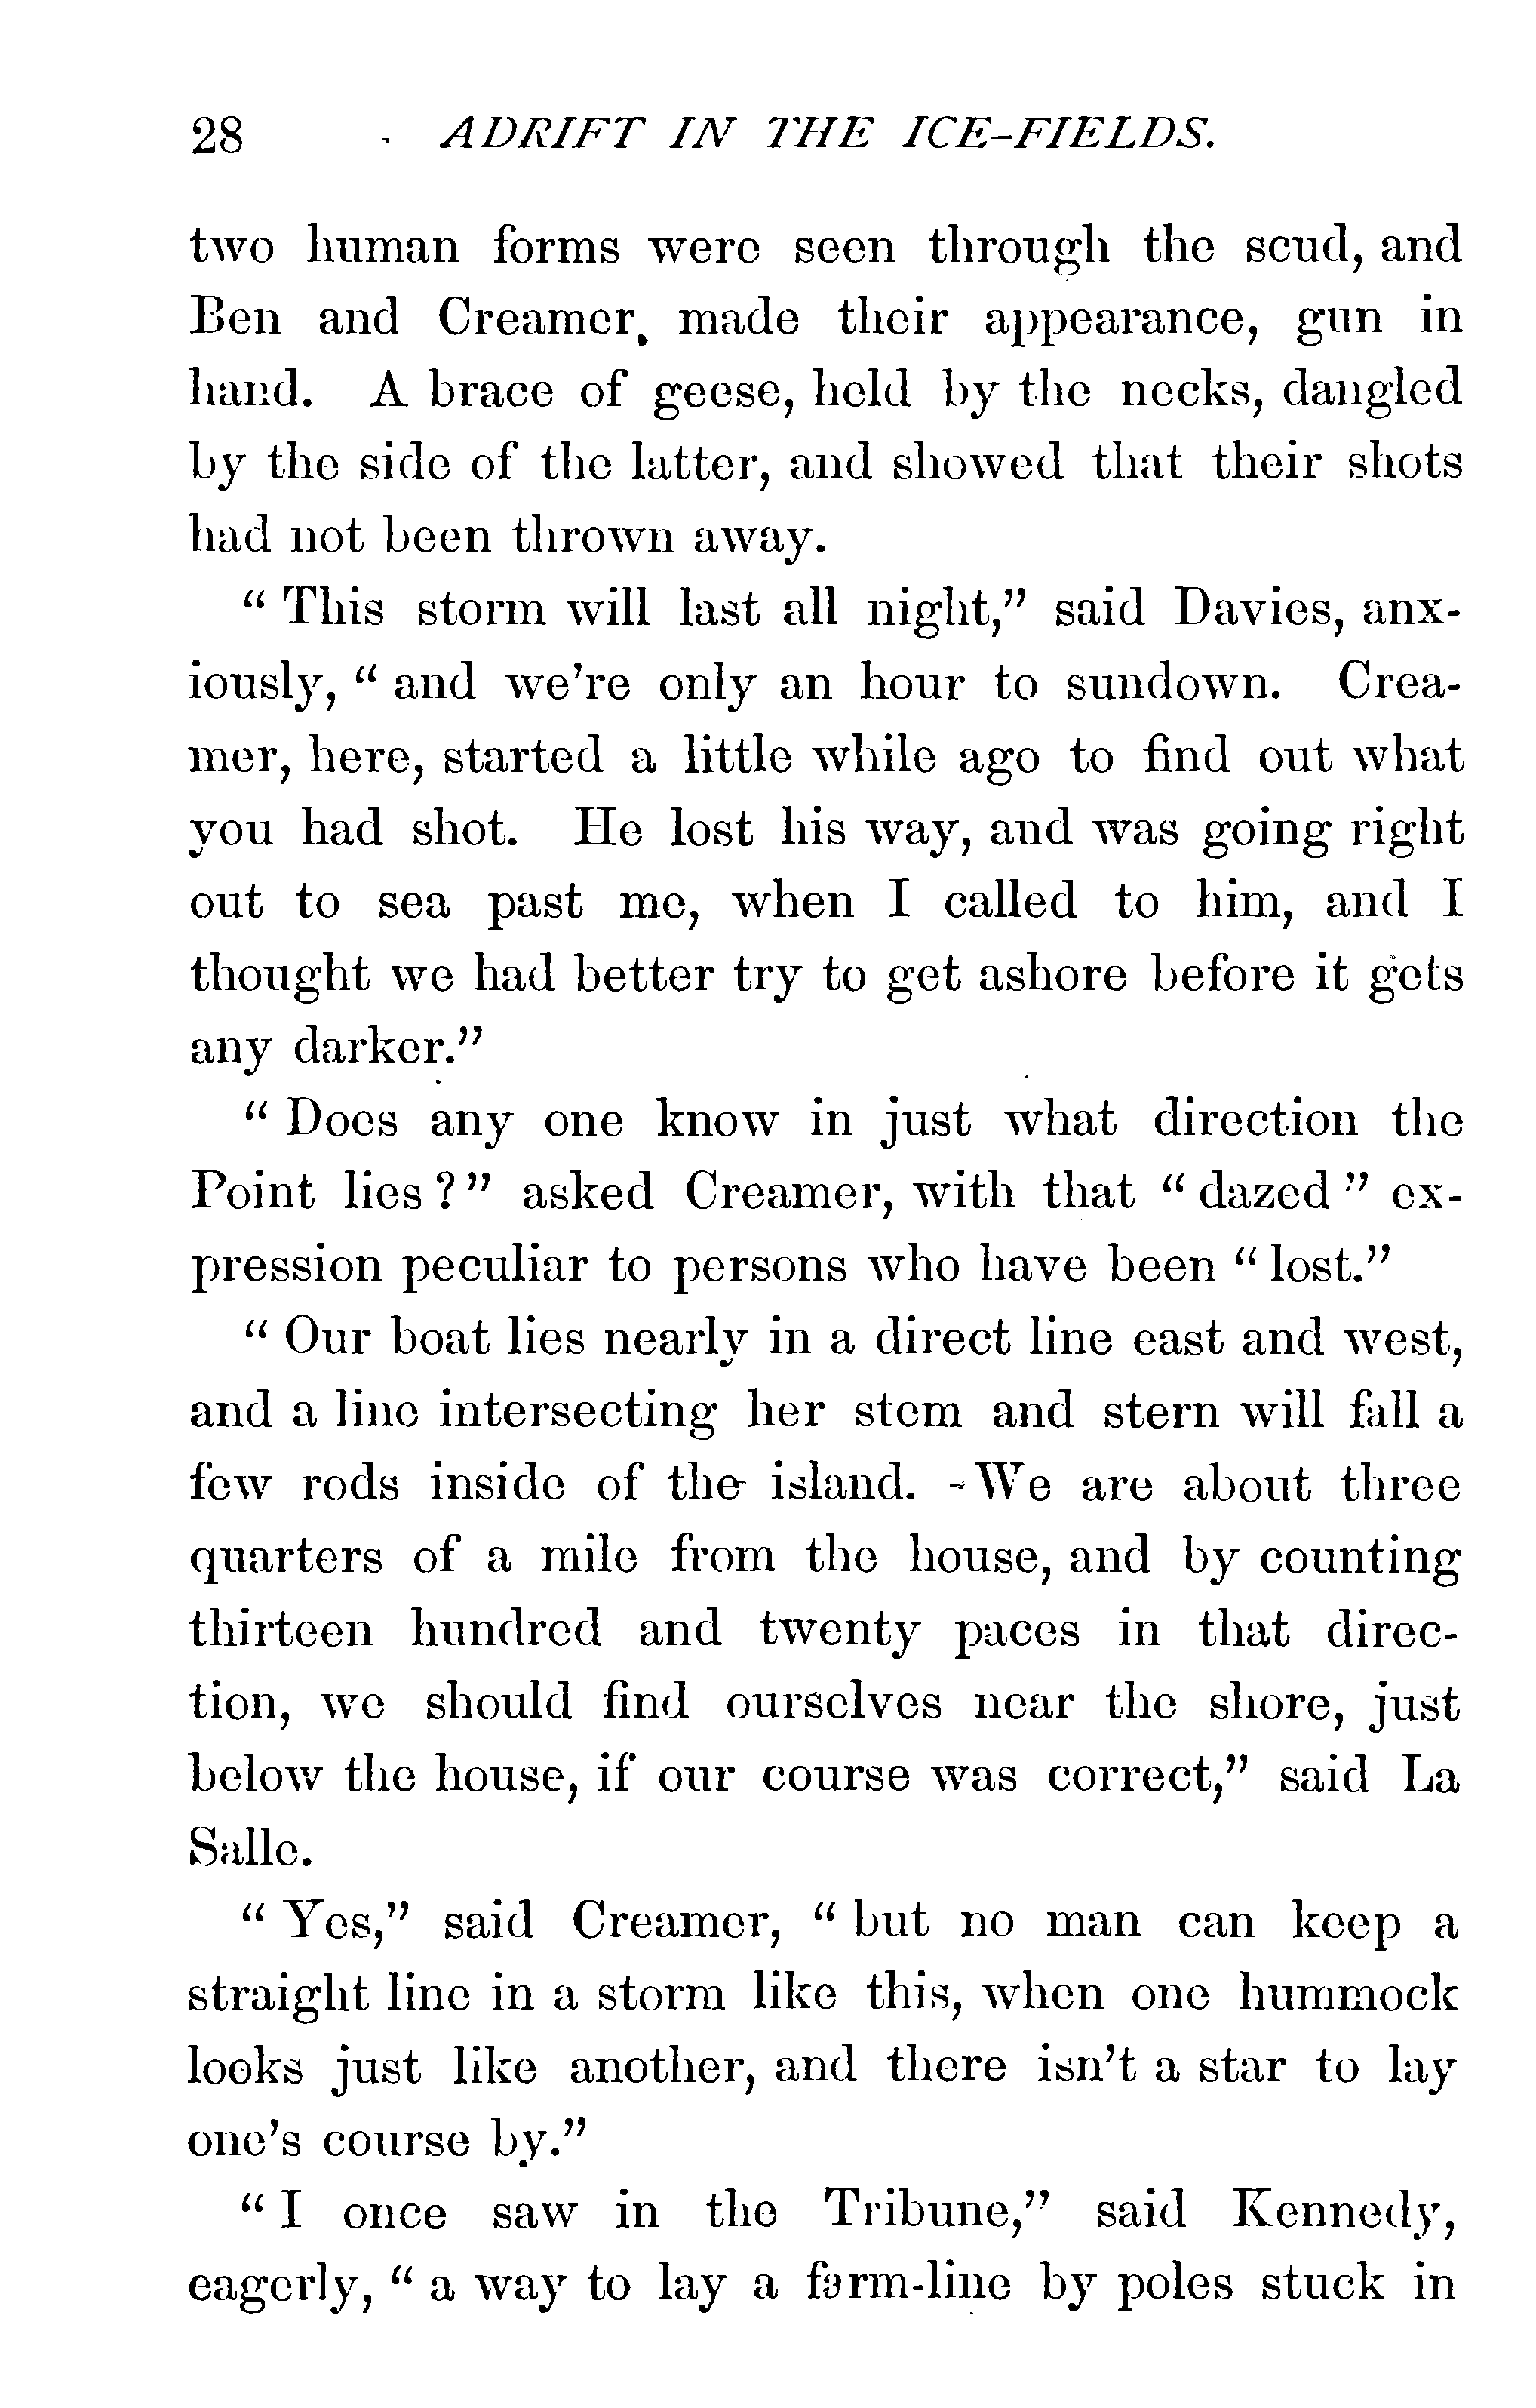 28 ADRIFT IN THE ICE-FIELDS.
two human forms were seen through the scud, and
Ben and Creamer, made their appearance, gun in
hand. A brace of geese, held by the necks, dangled
by the side of the latter, and showed that their shots
had not been thrown away.
“ This storm will last all night,” said Davies, anx-
iously, “ and we’re only an hour to sundown. Crea-
mer, here, started a little while ago to find out what
you had shot. He lost his way, and was going right
out to sea past me, when I called to him, and I
thought we had better try to get ashore before it gets
any darker.”
“ Does any one know in just what direction the
Point lies ? ” asked Creamer, with that “ dazed ” ex-
pression peculiar to persons who have been “ lost.”
“ Our boat lies nearly in a direct line east and west,
and a line intersecting her stem and stern will fall a
few rods inside of the island. We are about three
quarters of a mile from the house, and by counting
thirteen hundred and twenty paces in that direc-
tion, we should find ourselves near the shore, just
below the house, if our course was correct,” said La
Salle.
“ Yes,” said Creamer, “ but no man can keep a
straight line in a storm like this, when one hummock
looks just like another, and there isn’t a star to lay
one’s course by.”
“ I once saw in the Tribune,” said Kennedy,
eagerly, “ a way to lay a farm-line by poles stuck in